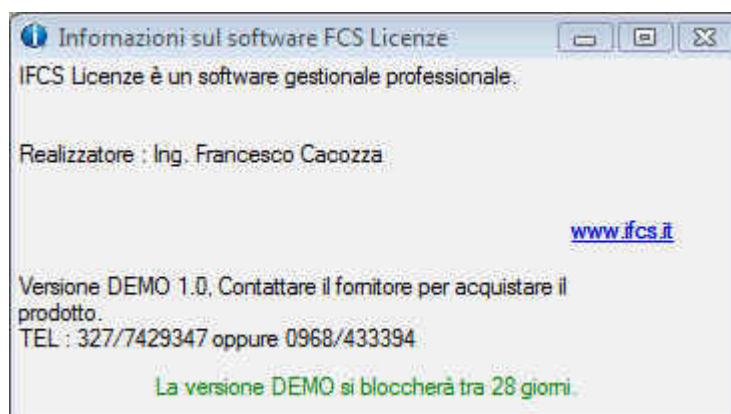 Infornazioni sul software FCS Licenze
IFCS Licenze è un software gestionale professionale.
Realizzatore : Ing. Francesco Cacozza
www.ifcs.it
Versione DEMO 1.0, Contattare il fornitore per acquistare il
prodotto.
TEL : 327/7429347 oppure 0968/433394
La versione DEMO si bloccherà tra 28 giorni.